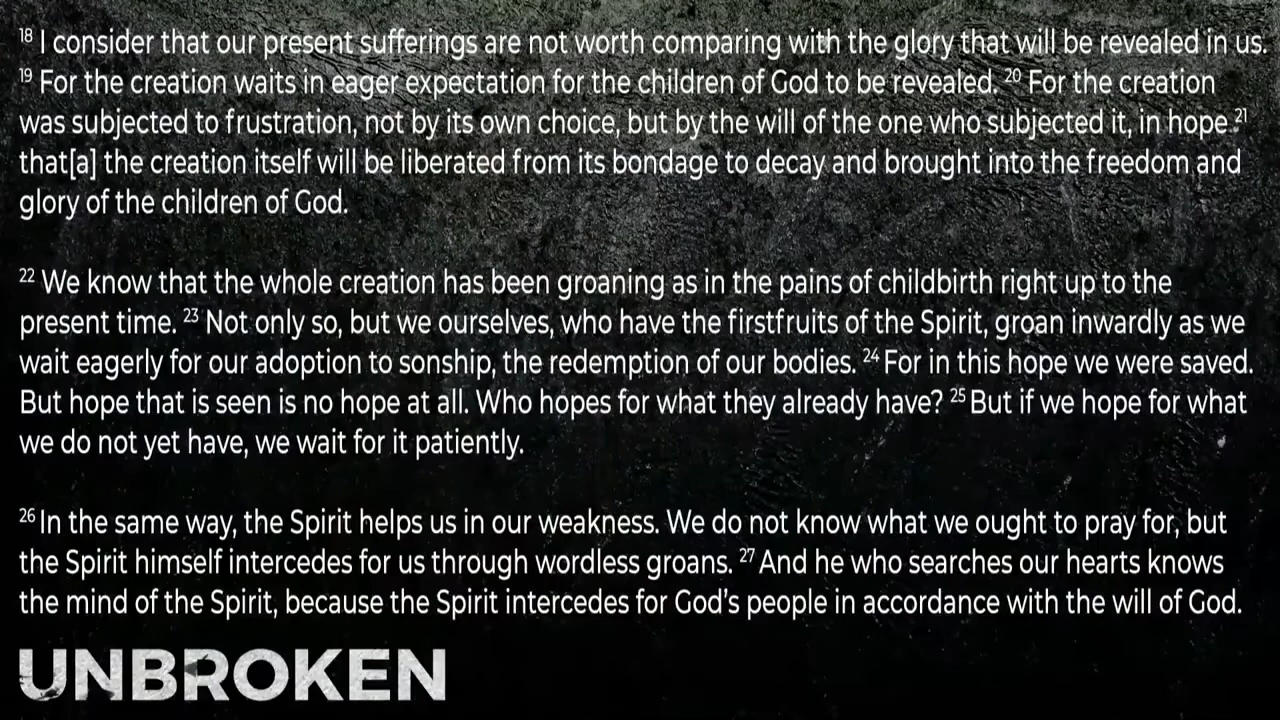 18 I consider that our present sufferings are not worth comparing with the glory that will be revealed in us.
19 For the creation waits in eager expectation for the children of God to be revealed. 20 For the creation
was subjected to frustration, not by its own choice, but by the will of the one who subjected it, in hope 21
that[a] the creation itself will be liberated from its bondage to decay and brought into the freedom and
glory of the children of God.
22 We know that the whole creation has been groaning as in the pains of childbirth right up to the
present time. 23 Not only so, but we ourselves, who have the firstfruits of the Spirit, groan inwardly as we
wait eagerly for our adoption to sonship, the redemption of our bodies. 24 For in this hope we were saved.
But hope that is seen is no hope at all. Who hopes for what they already have? 25 But if we hope for what
we do not yet have, we wait for it patiently.
26 In the same way, the Spirit helps us in our weakness. We do not know what we ought to pray for, but
the Spirit himself intercedes for us through wordless groans. 27 And he who searches our hearts knows
the mind of the Spirit, because the Spirit intercedes for God’s people in accordance with the will of God.
UNBROKEN